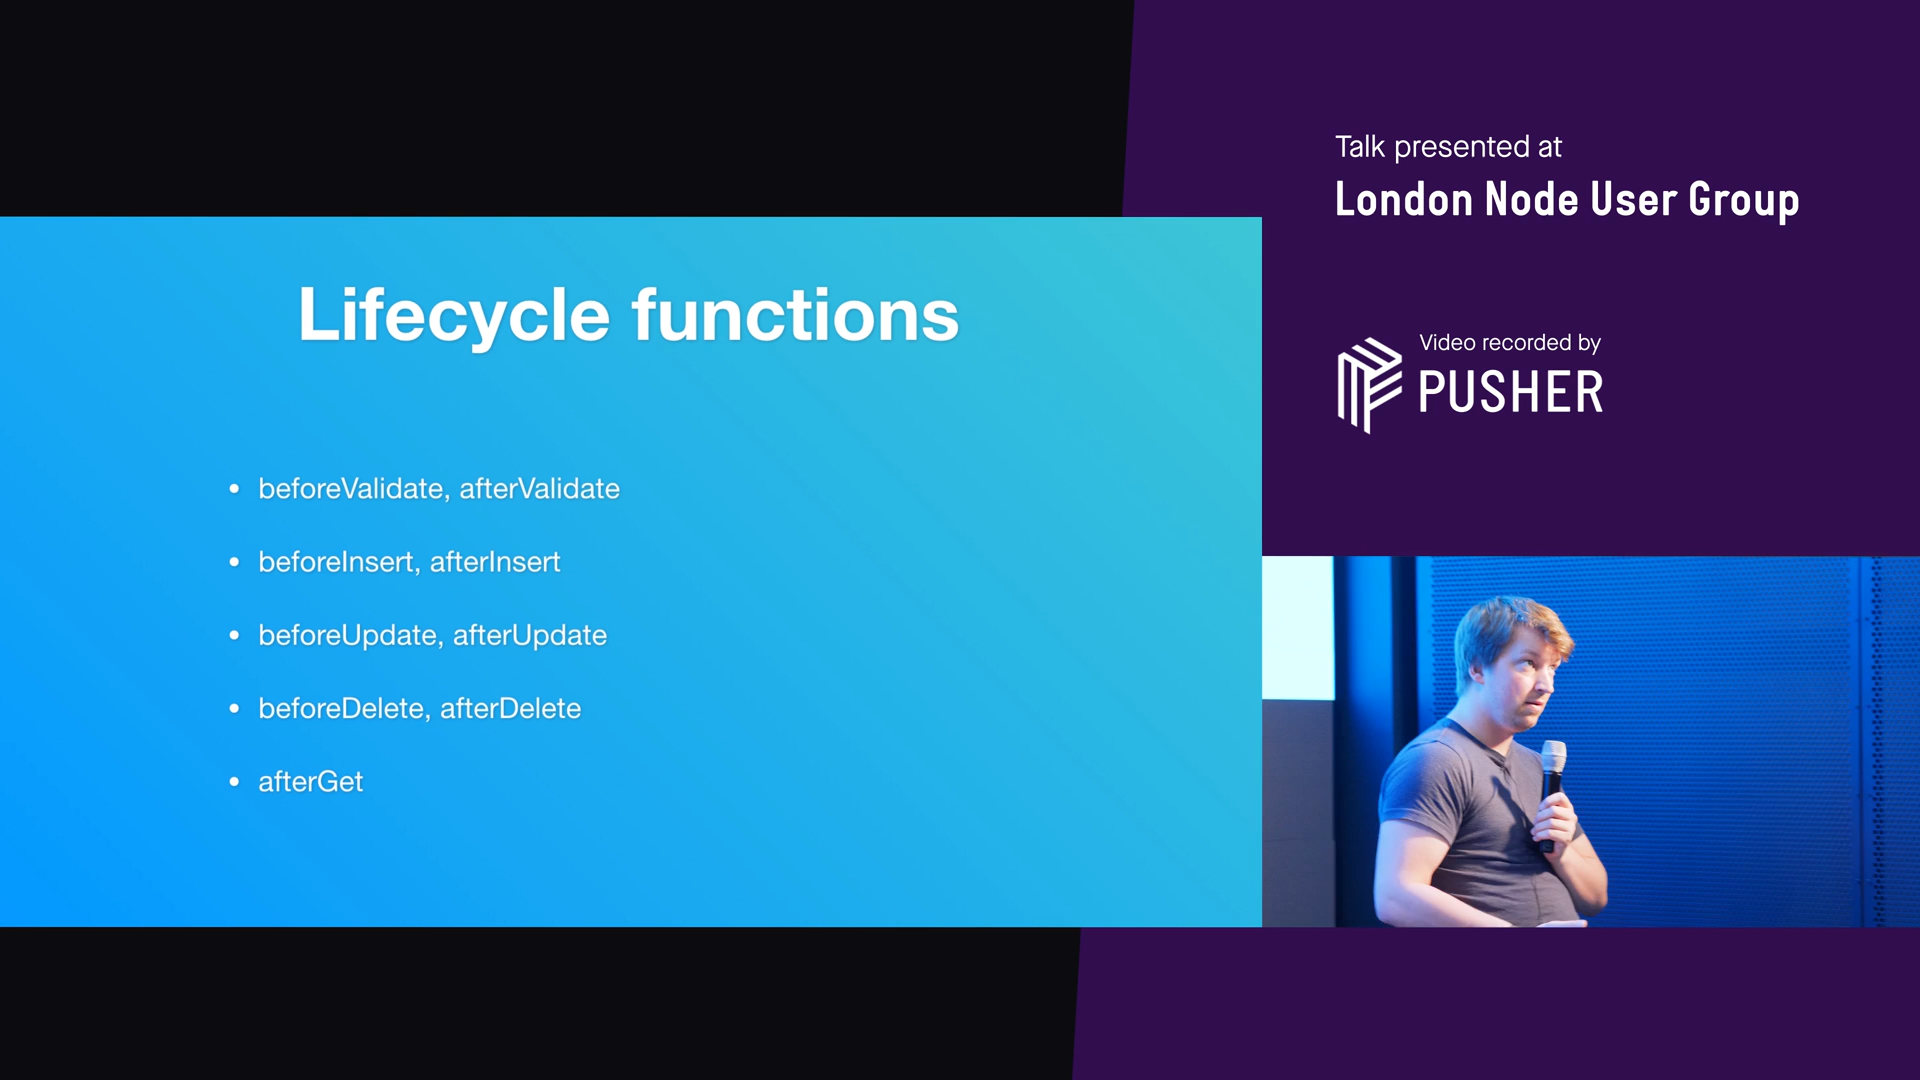 Talk presented at
London Node User Group
Video recorded by
PUSHER
Lifecycle functions
• beforeValidate, afterValidate
• beforeInsert, afterInsert
• beforeUpdate, afterUpdate
• beforeDelete, afterDelete
• afterGet